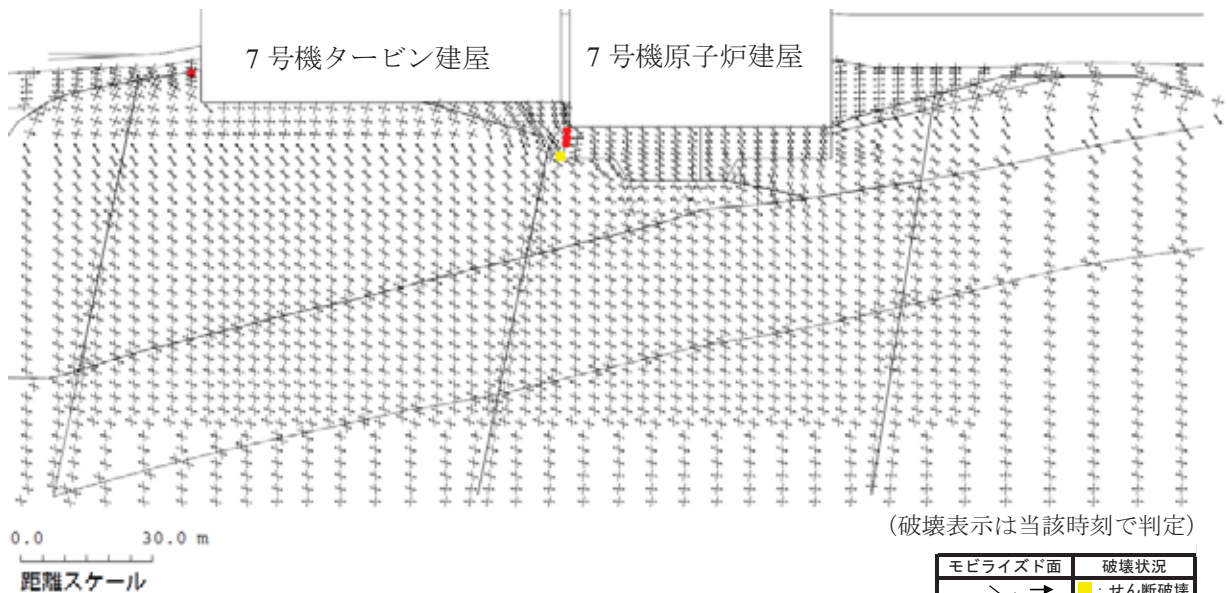 7 号機タービン建屋
7 号機原子炉建屋
(破壊表示は当該時刻で判定)
0.0 30.0 m
距離スケール
モビライズド面 破壊状況
：せん断破壊